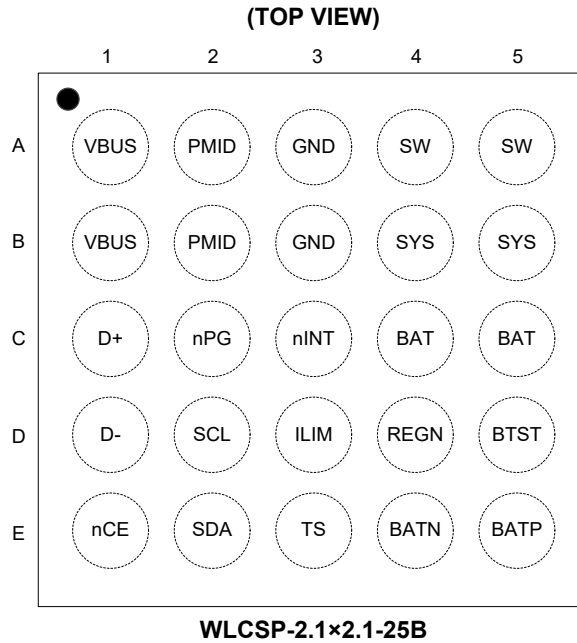 (TOP VIEW)
1 2 3 4 5
A VBUS PMID GND SW SW
B VBUS PMID GND SYS SYS
C D+ nPG nINT BAT BAT
D D- SCL ILIM REGN BTST
E nCE SDA TS BATN BATP
WLCSP-2.1×2.1-25B